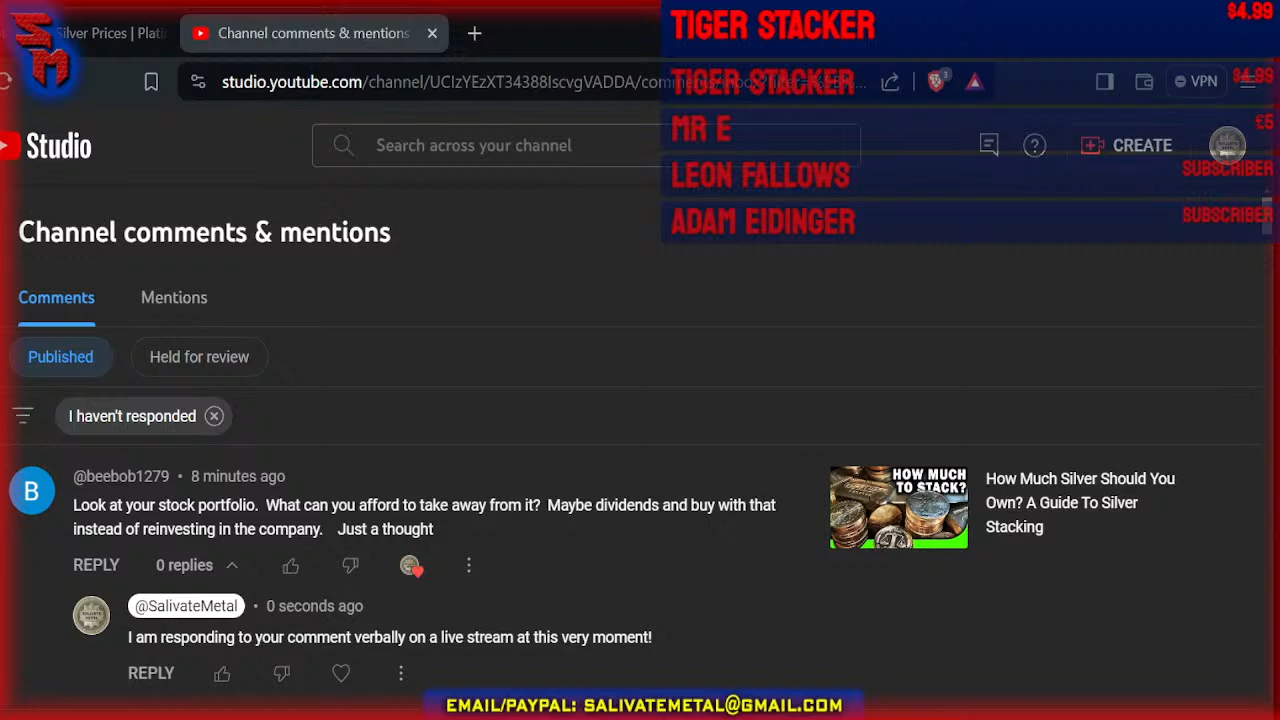 SM
Silver Prices | Plati
Channel comments & mentions
studio.youtube.com/channel/UCIzYEzXT34388IscvgVADDA/comments/inbox
3
VPN
TIGER STACKER $4.99
TIGER STACKER $4.99
MR E £5
LEON FALLOWS SUBSCRIBER
ADAM EIDINGER SUBSCRIBER
Studio
Search across your channel
CREATE
Channel comments & mentions
Comments
Mentions
Published
Held for review
I haven't responded
B
@beebob1279 • 8 minutes ago
Look at your stock portfolio. What can you afford to take away from it? Maybe dividends and buy with that
instead of reinvesting in the company. Just a thought
REPLY 0 replies
HOW MUCH
TO STACK?
How Much Silver Should You
Own? A Guide To Silver
Stacking
@SalivateMetal • 0 seconds ago
I am responding to your comment verbally on a live stream at this very moment!
REPLY
EMAIL/PAYPAL: SALIVATEMETAL@GMAIL.COM